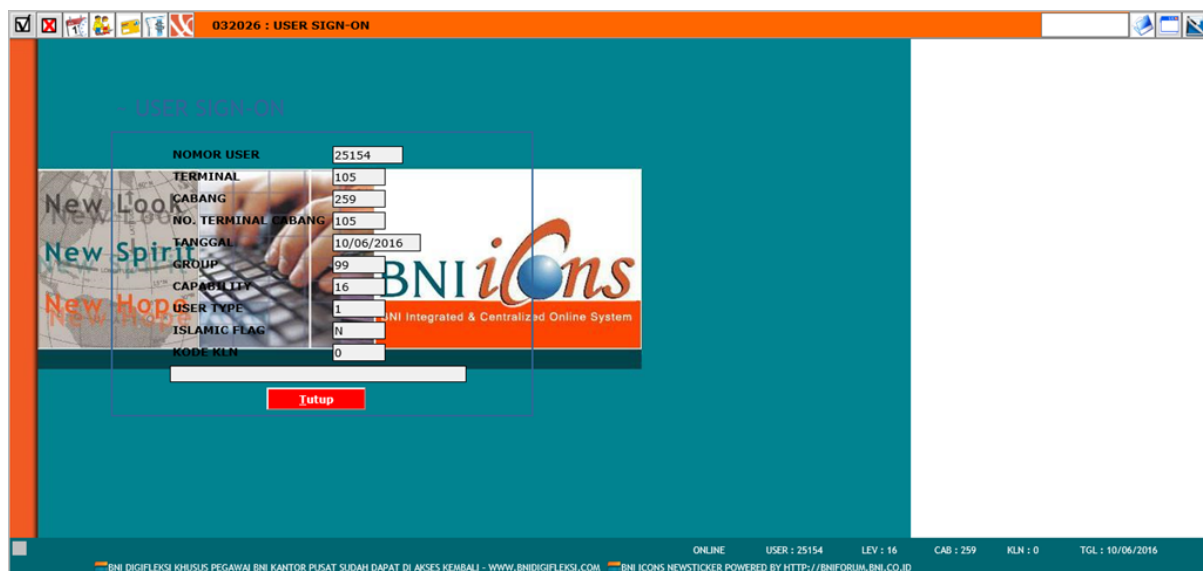 032026 : USER SIGN-ON
- USER SIGN-ON
NOMOR USER 25154
TERMINAL 105
CABANG 259
NO. TERMINAL CABANG 105
TANGGAL 10/06/2016
GROUP 99
CAPABILITY 16
USER TYPE 1
ISLAMIC FLAG N
KODE KLN 0
Tutup
New Look
New Spirit
New Hope
BNI icons
BNI Integrated & Centralized Online System
ONLINE USER : 25154 LEV : 16 CAB : 259 KLN : 0 TGL : 10/06/2016
BNI DIGIFLEKSI KHUSUS PEGAWAI BNI KANTOR PUSAT SUDAH DAPAT DI AKSES KEMBALI - WWW.BNIDIGIFLEKSI.COM BNI ICONS NEWSTICKER POWERED BY HTTP://BNIFORUM.BNI.CO.ID